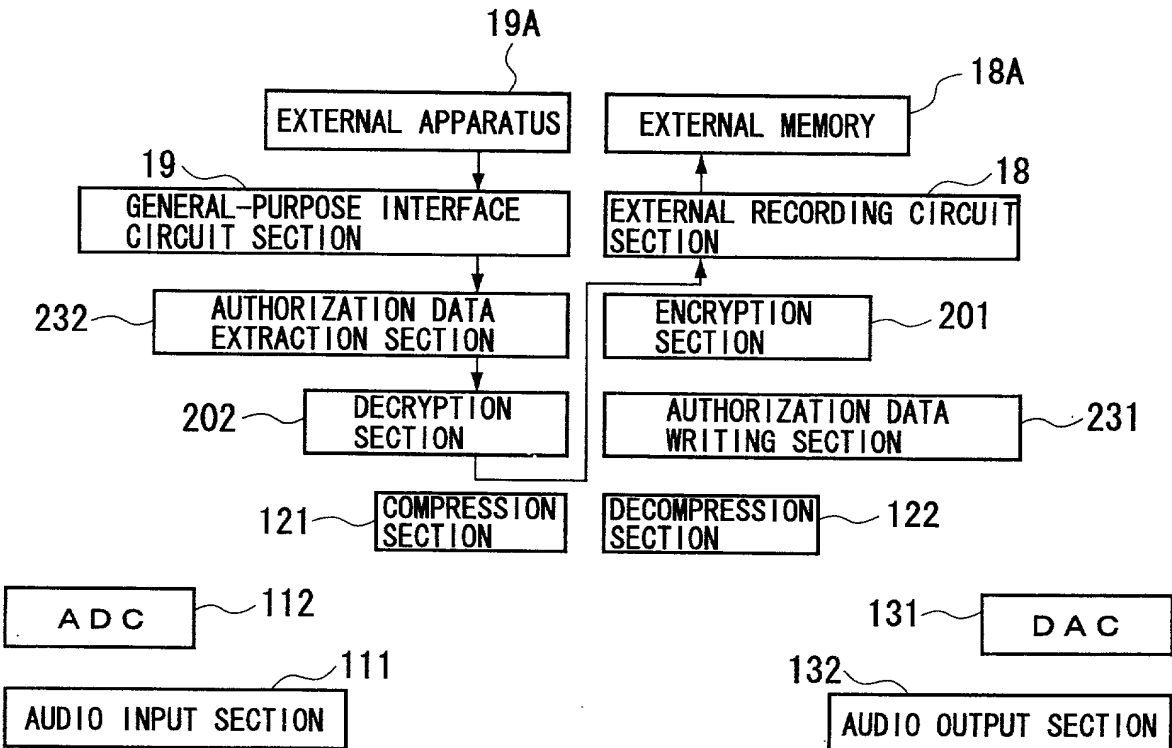 19A
18A
EXTERNAL APPARATUS
EXTERNAL MEMORY
19
18
GENERAL-PURPOSE INTERFACE
CIRCUIT SECTION
EXTERNAL RECORDING CIRCUIT
SECTION
232
AUTHORIZATION DATA
EXTRACTION SECTION
ENCRYPTION
SECTION
201
202
DECRYPTION
SECTION
AUTHORIZATION DATA
WRITING SECTION
231
121
COMPRESSION
SECTION
DECOMPRESSION
SECTION
122
ADC
112
131
DAC
111
132
AUDIO INPUT SECTION
AUDIO OUTPUT SECTION